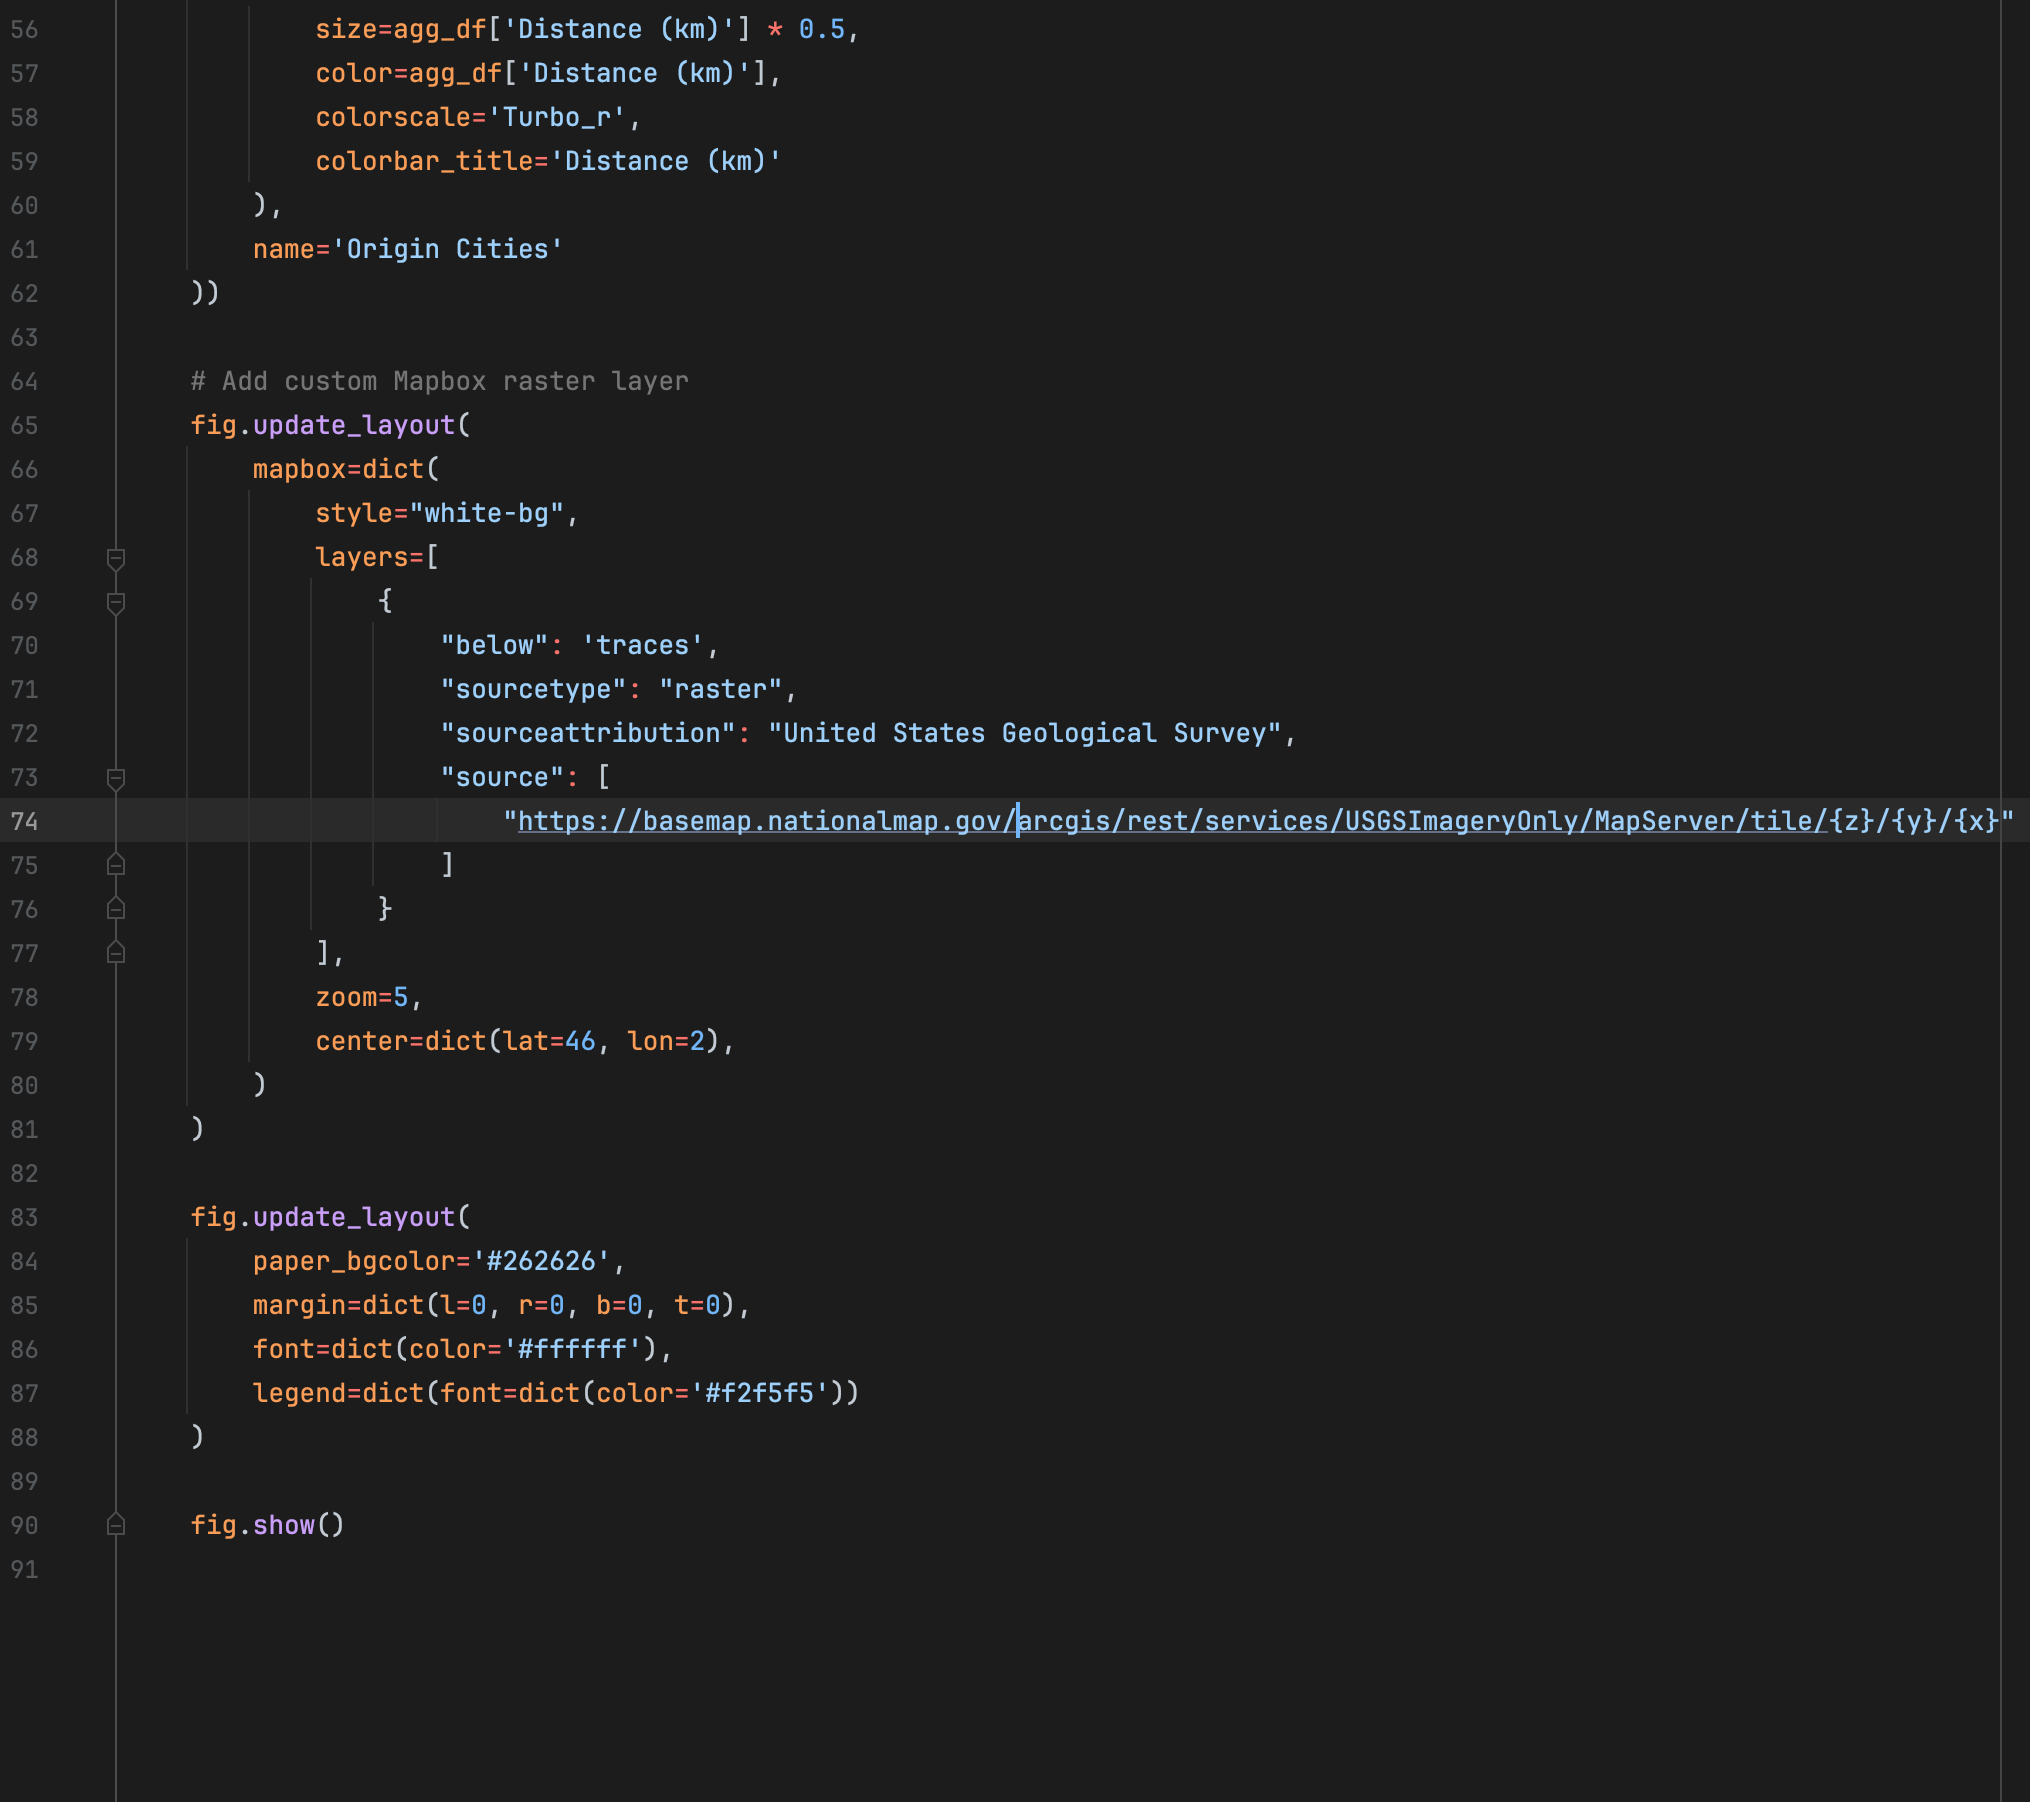 56 size=agg_df['Distance (km)'] * 0.5,
57 color=agg_df['Distance (km)'],
58 colorscale='Turbo_r',
59 colorbar_title='Distance (km)'
60 ),
61 name='Origin Cities'
62 ))
63
64 # Add custom Mapbox raster layer
65 fig.update_layout(
66 mapbox=dict(
67 style="white-bg",
68 layers=[
69 {
70 "below": 'traces',
71 "sourcetype": "raster",
72 "sourceattribution": "United States Geological Survey",
73 "source": [
74 "https://basemap.nationalmap.gov/arcgis/rest/services/USGSImageryOnly/MapServer/tile/{z}/{y}/{x}"
75 ]
76 }
77 ],
78 zoom=5,
79 center=dict(lat=46, lon=2),
80 )
81 )
82
83 fig.update_layout(
84 paper_bgcolor='#262626',
85 margin=dict(l=0, r=0, b=0, t=0),
86 font=dict(color='#ffffff'),
87 legend=dict(font=dict(color='#f2f5f5'))
88 )
89
90 fig.show()
91